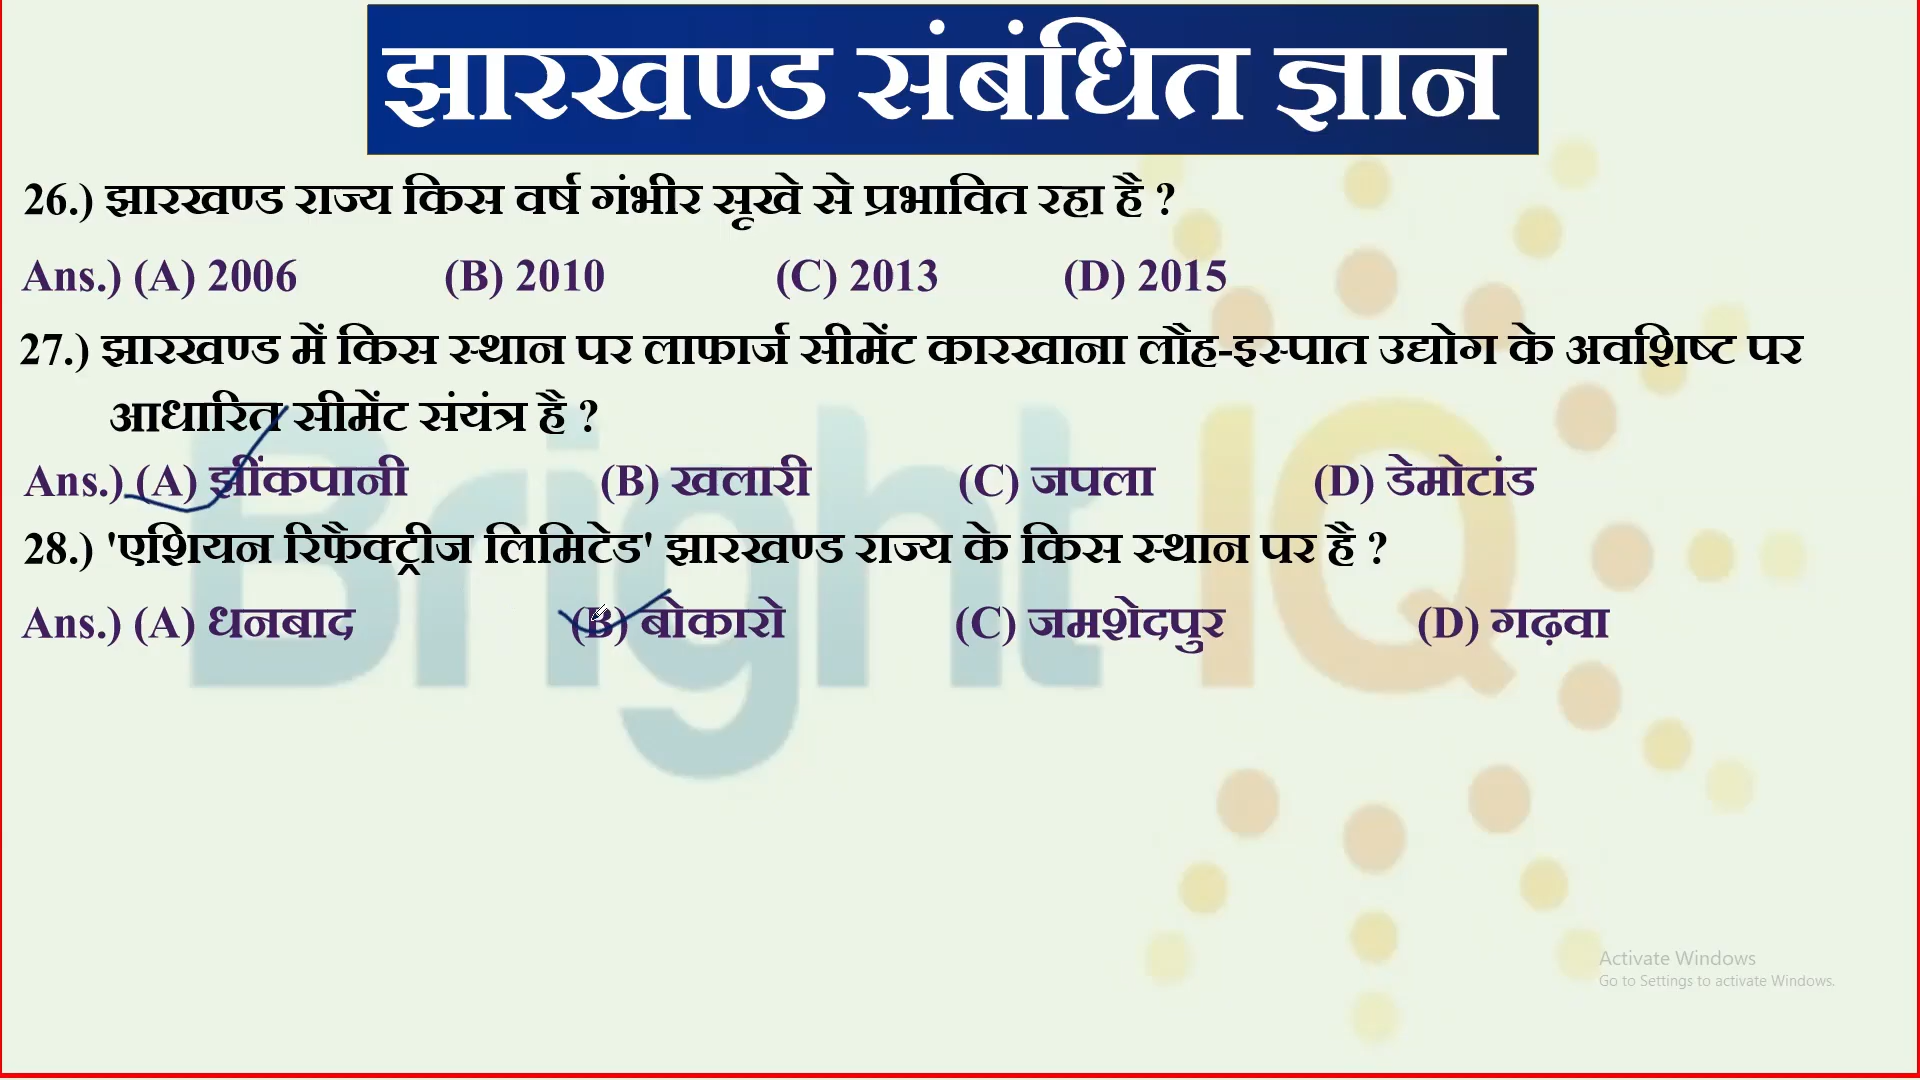 झारखण्ड संबंधित ज्ञान
26.) झारखण्ड राज्य किस वर्ष गंभीर सूखे से प्रभावित रहा है ?
Ans.) (A) 2006 (B) 2010 (C) 2013 (D) 2015
27.) झारखण्ड में किस स्थान पर लाफार्ज सीमेंट कारखाना लौह-इस्पात उद्योग के अवशिष्ट पर
आधारित सीमेंट संयंत्र है ?
Ans.) (A) झींकपानी (B) खलारी (C) जपला (D) डेमोटांड
28.) 'एशियन रिफैक्ट्रीज लिमिटेड' झारखण्ड राज्य के किस स्थान पर है ?
Ans.) (A) धनबाद (B) बोकारो (C) जमशेदपुर (D) गढ़वा
Bright IQ
Activate Windows
Go to Settings to activate Windows.